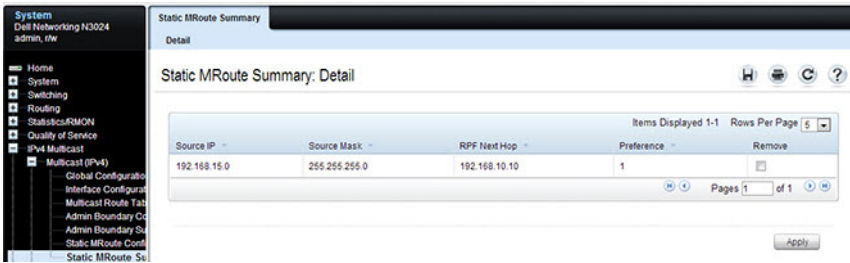 System
Dell Networking N3024
admin, r/w
Home
System
Switching
Routing
Statistics/RMON
Quality of Service
IPv4 Multicast
Multicast (IPv4)
Global Configuratio
Interface Configurat
Multicast Route Tab
Admin Boundary Co
Admin Boundary Su
Static MRoute Confi
Static MRoute Su
Static MRoute Summary
Detail
Static MRoute Summary: Detail
Items Displayed 1-1 Rows Per Page 5
Source IP Source Mask RPF Next Hop Preference Remove
192.168.15.0 255.255.255.0 192.168.10.10 1
Pages 1 of 1
Apply